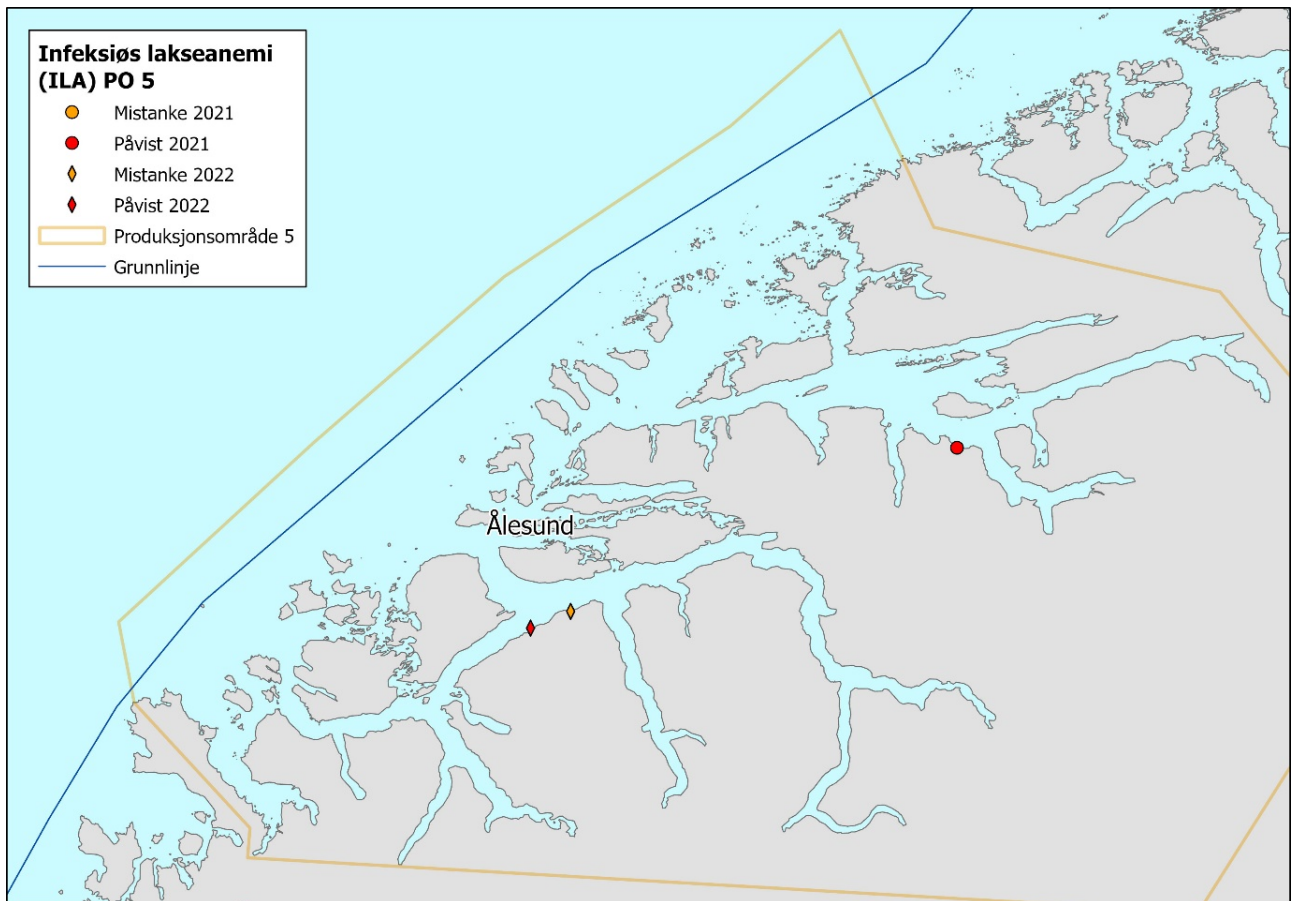 Infeksiøs lakseanemi
(ILA) PO 5
Mistanke 2021
Påvist 2021
Mistanke 2022
Påvist 2022
Produksjonsområde 5
Grunnlinje
Ålesund